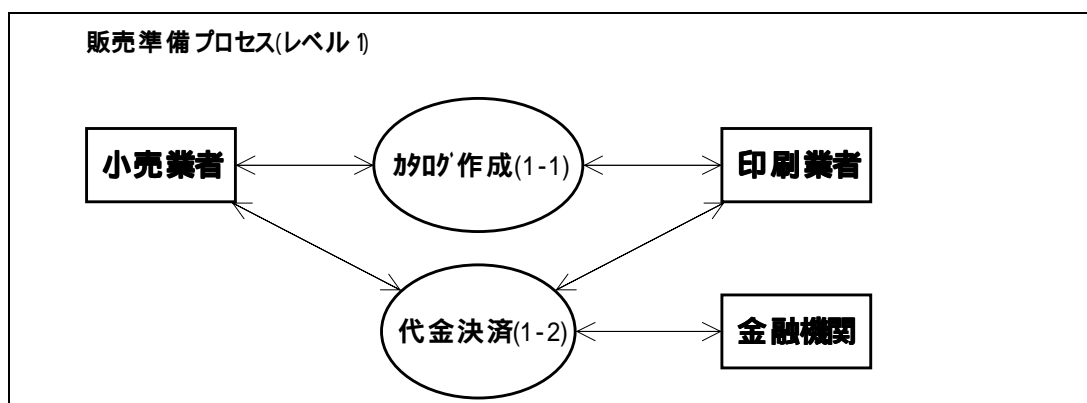 販売準備プロセス(レベル1)
小売業者
ｶﾀﾛｸﾞ作成(1-1)
印刷業者
代金決済(1-2)
金融機関